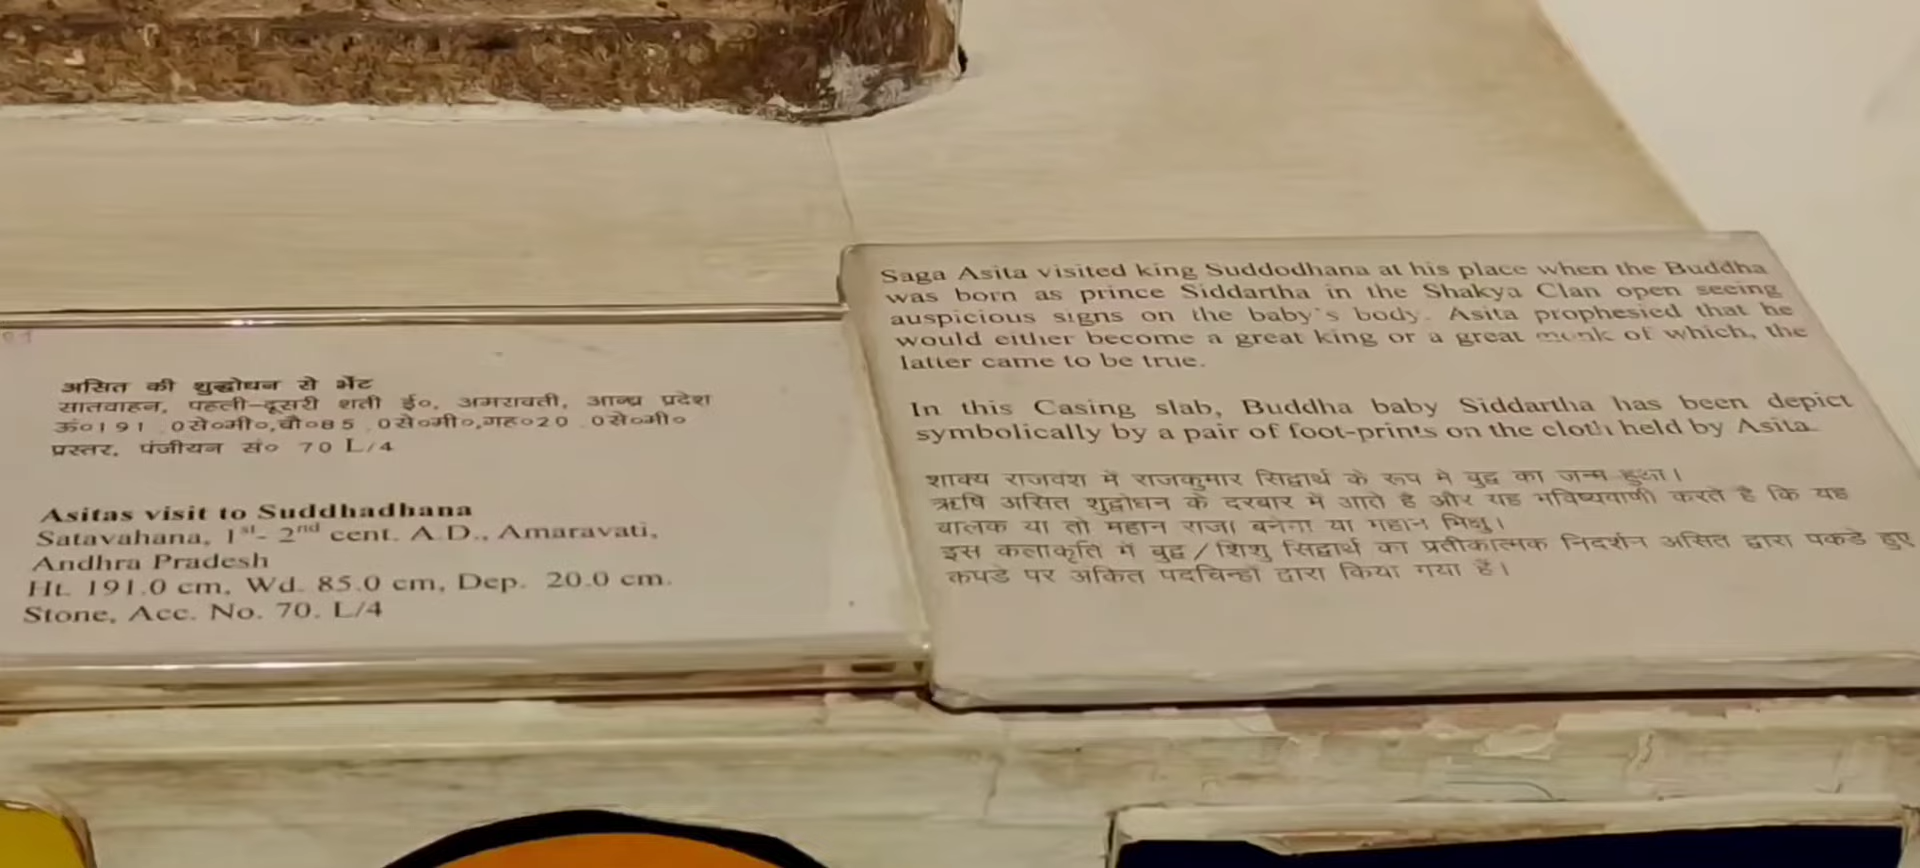 असित की शुद्धोधन से भेंट
सातवाहन, पहली-दूसरी शती ई०, अमरावती, आन्ध्र प्रदेश
ऊं०191.0से०मी०,चौ०85.0से०मी०,गह०20.0से०मी०
प्रस्तर, पंजीयन सं० 70 L/4
Asitas visit to Suddhadhana
Satavahana, 1st- 2nd cent. A.D., Amaravati,
Andhra Pradesh
Ht. 191.0 cm, Wd. 85.0 cm, Dep. 20.0 cm.
Stone, Acc. No. 70. L/4
Saga Asita visited king Suddodhana at his place when the Buddha
was born as prince Siddartha in the Shakya Clan open seeing
auspicious signs on the baby's body. Asita prophesied that he
would either become a great king or a great monk of which, the
latter came to be true.
In this Casing slab, Buddha baby Siddartha has been depict
symbolically by a pair of foot-prints on the cloth held by Asita.
शाक्य राजवंश में राजकुमार सिद्वार्थ के रूप मे बुद्व का जन्म हुआ।
ऋषि असित शुद्वोधन के दरबार में आते है और यह भविष्यवाणी करते है कि यह
बालक या तो महान राजा बनेगा या महान भिक्षु।
इस कलाकृति में बुद्व/शिशु सिद्वार्थ का प्रतीकात्मक निदर्शन असित द्वारा पकडे हुए
कपडे पर अंकित पदचिन्हों द्वारा किया गया है।